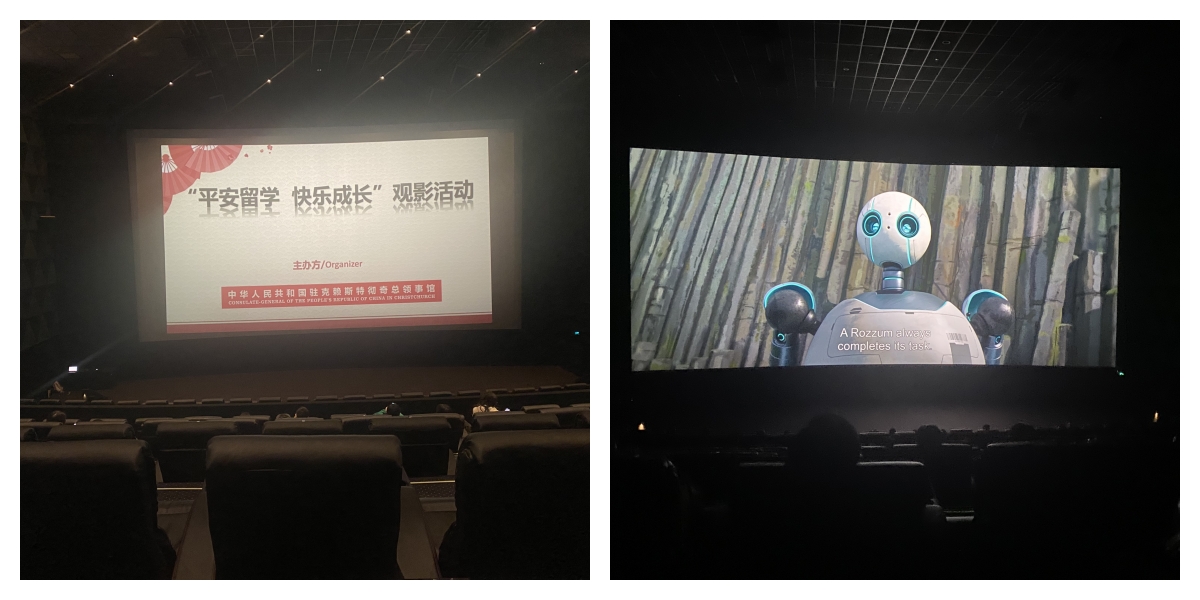 “平安留学 快乐成长”观影活动
主办方/Organizer
中华人民共和国驻克赖斯特彻奇总领事馆
CONSULATE-GENERAL OF THE PEOPLE'S REPUBLIC OF CHINA IN CHRISTCHURCH
A Rozzum always
completes its task.